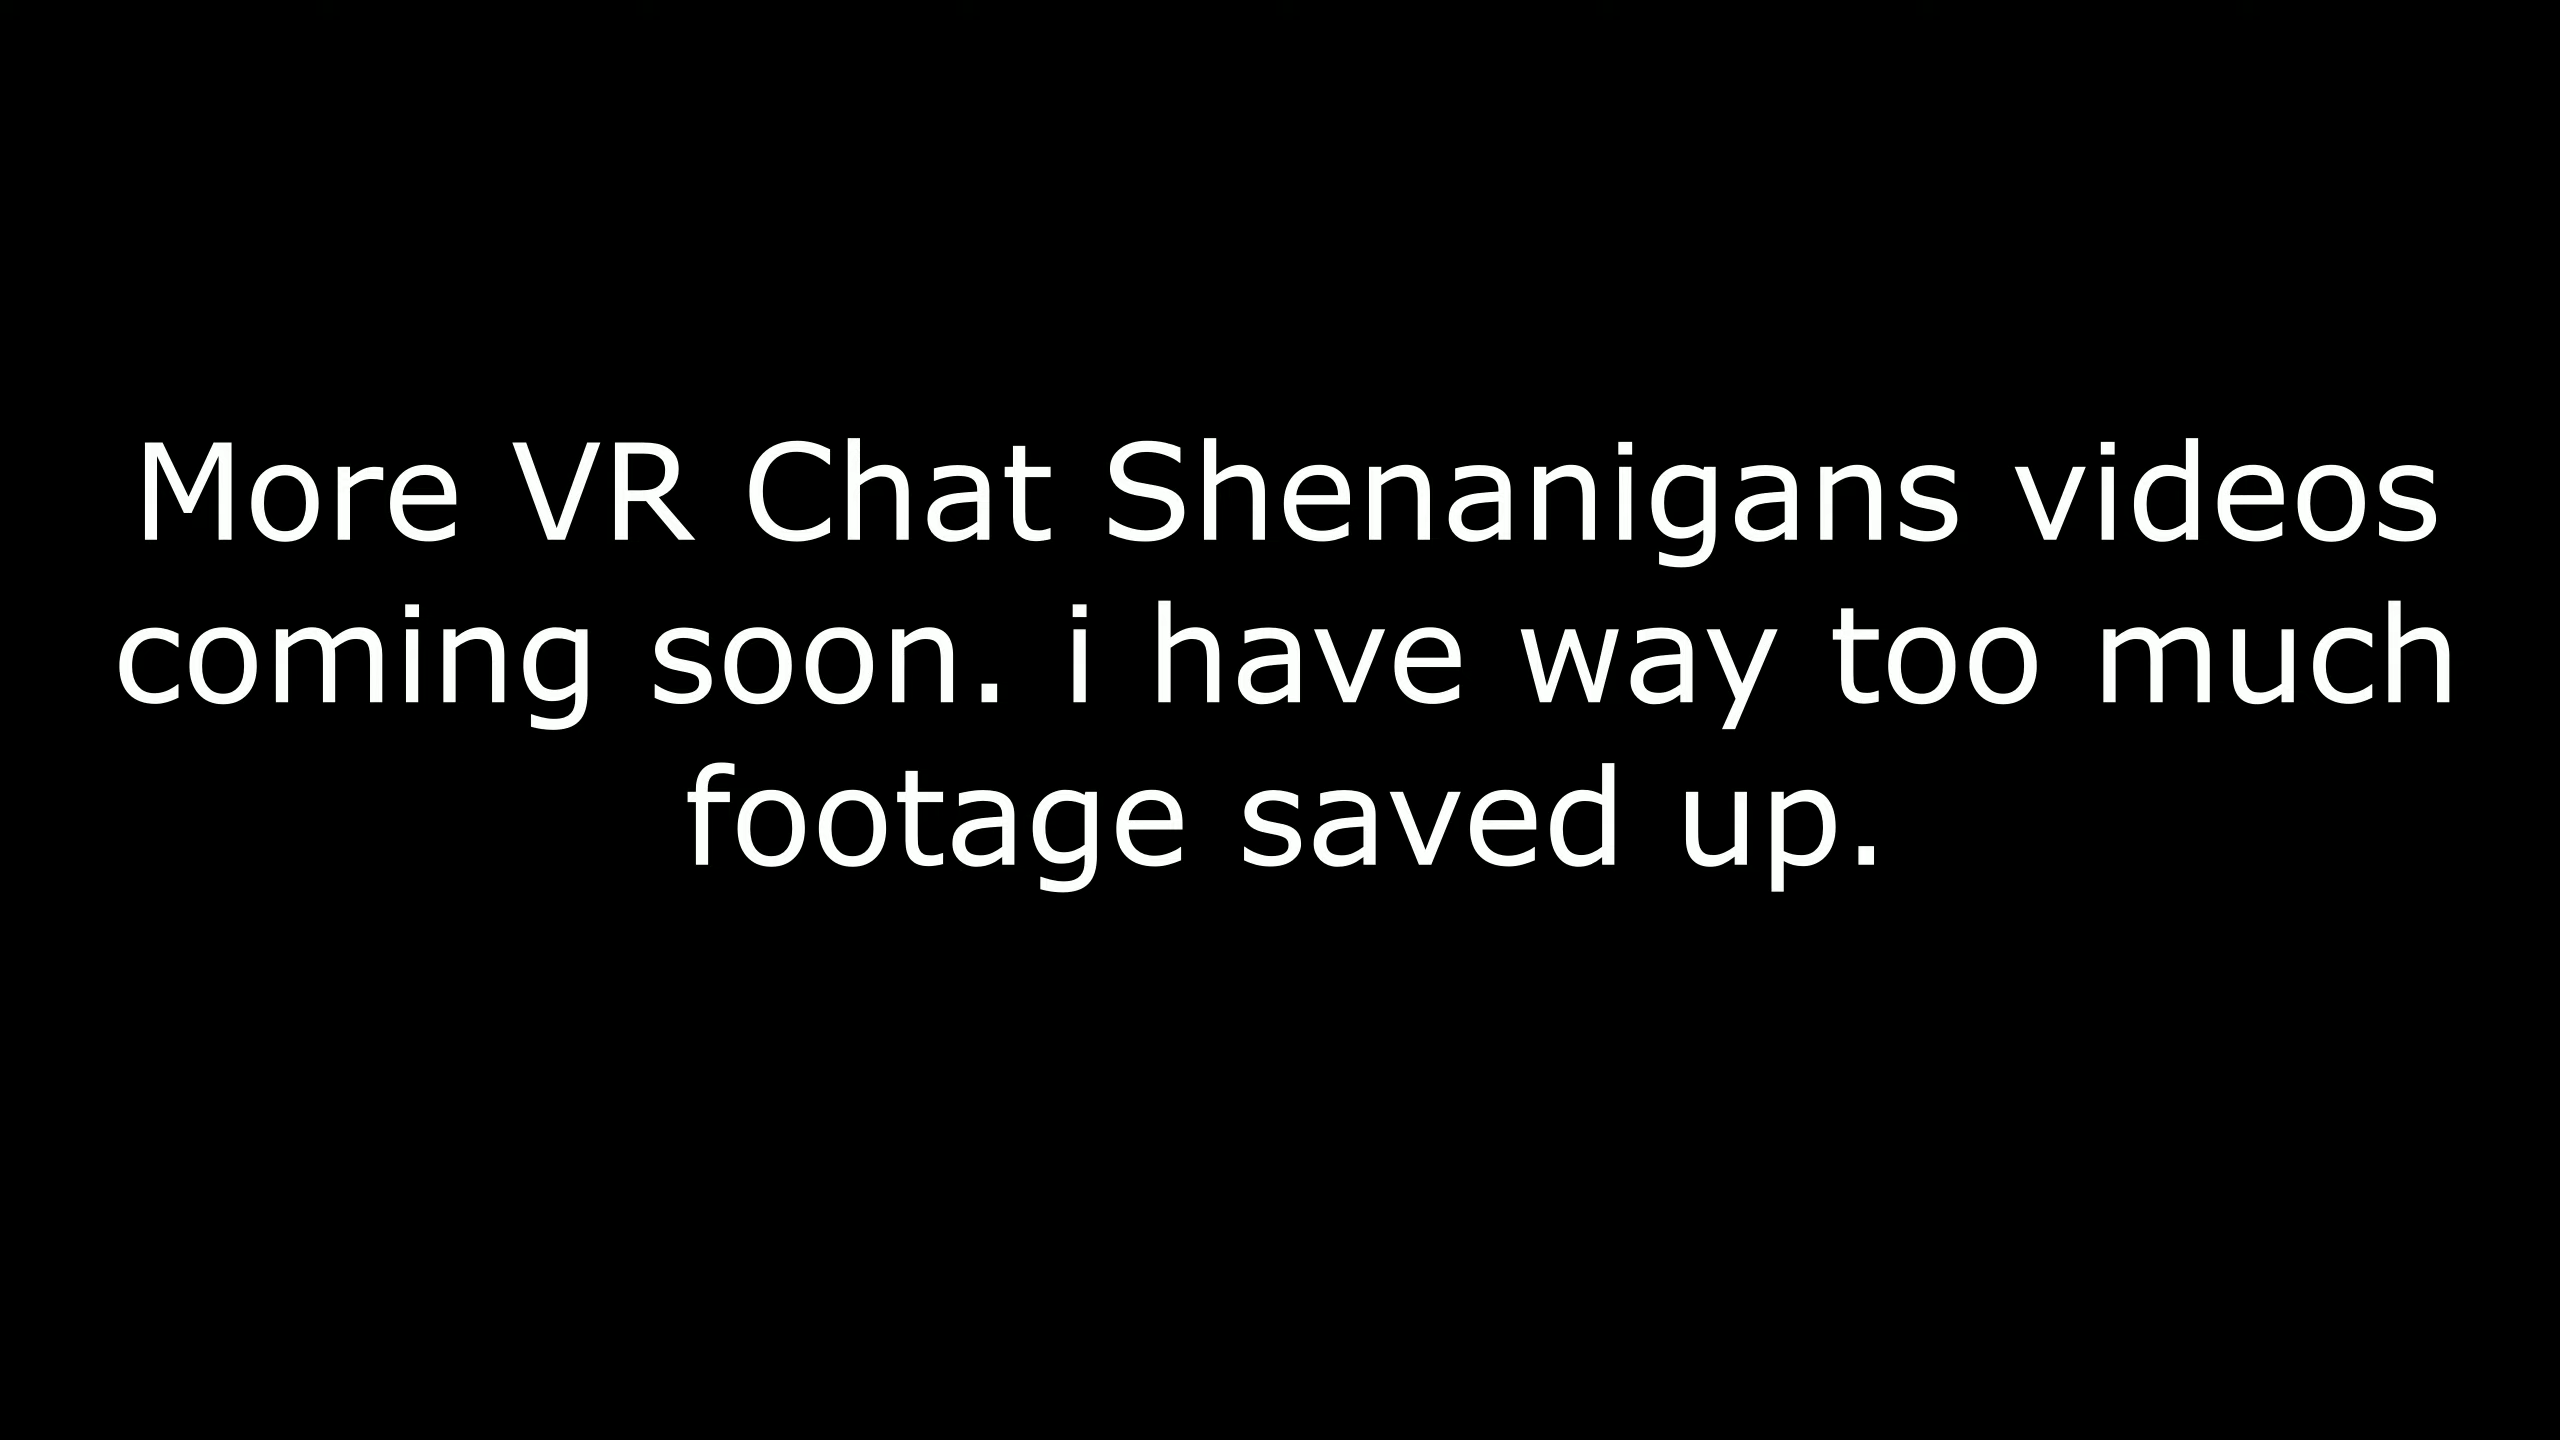 More VR Chat Shenanigans videos
coming soon. i have way too much
footage saved up.